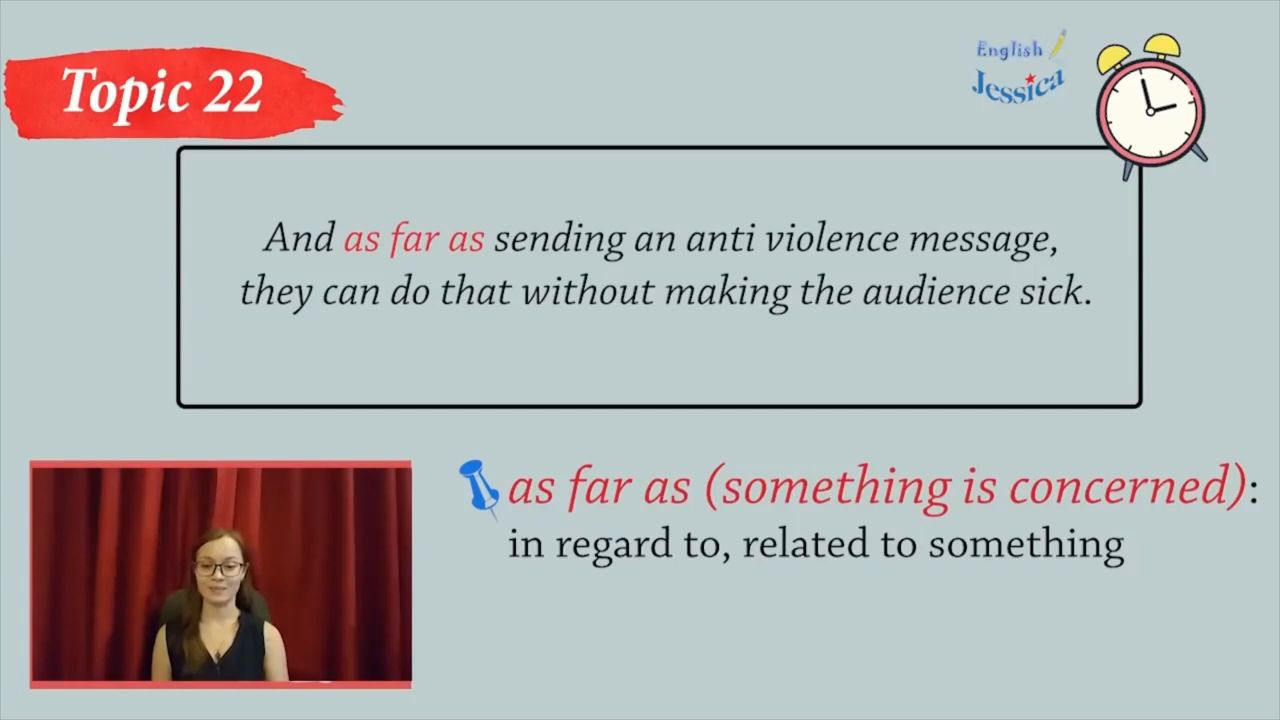 Topic 22
English
Jessica
And as far as sending an anti violence message,
they can do that without making the audience sick.
as far as (something is concerned):
in regard to, related to something